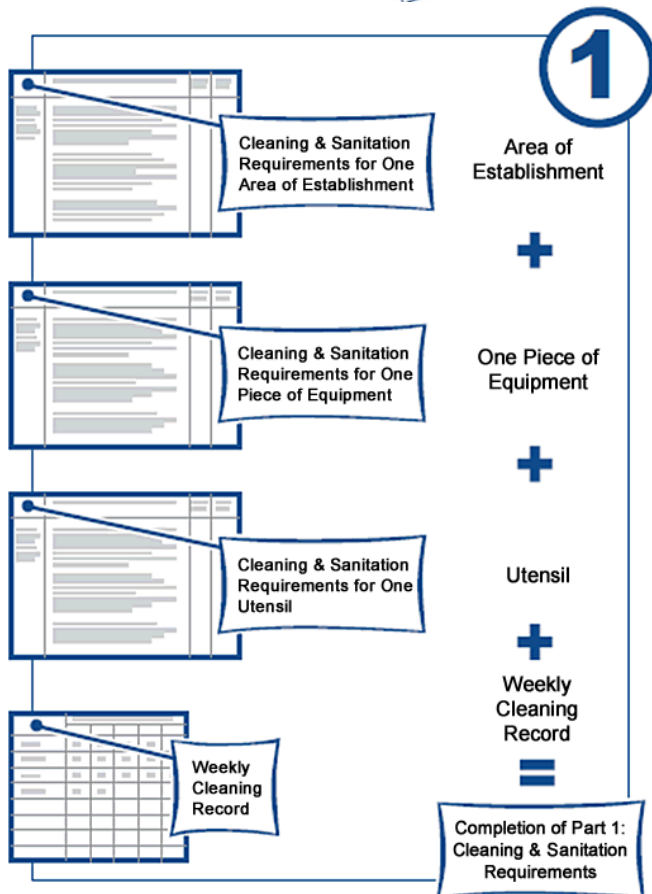 1
Cleaning & Sanitation
Requirements for One
Area of Establishment
Area of
Establishment
+
Cleaning & Sanitation
Requirements for One
Piece of Equipment
One Piece of
Equipment
+
Cleaning & Sanitation
Requirements for One
Utensil
Utensil
+
Weekly
Cleaning
Record
Weekly
Cleaning
Record
=
Completion of Part 1:
Cleaning & Sanitation
Requirements